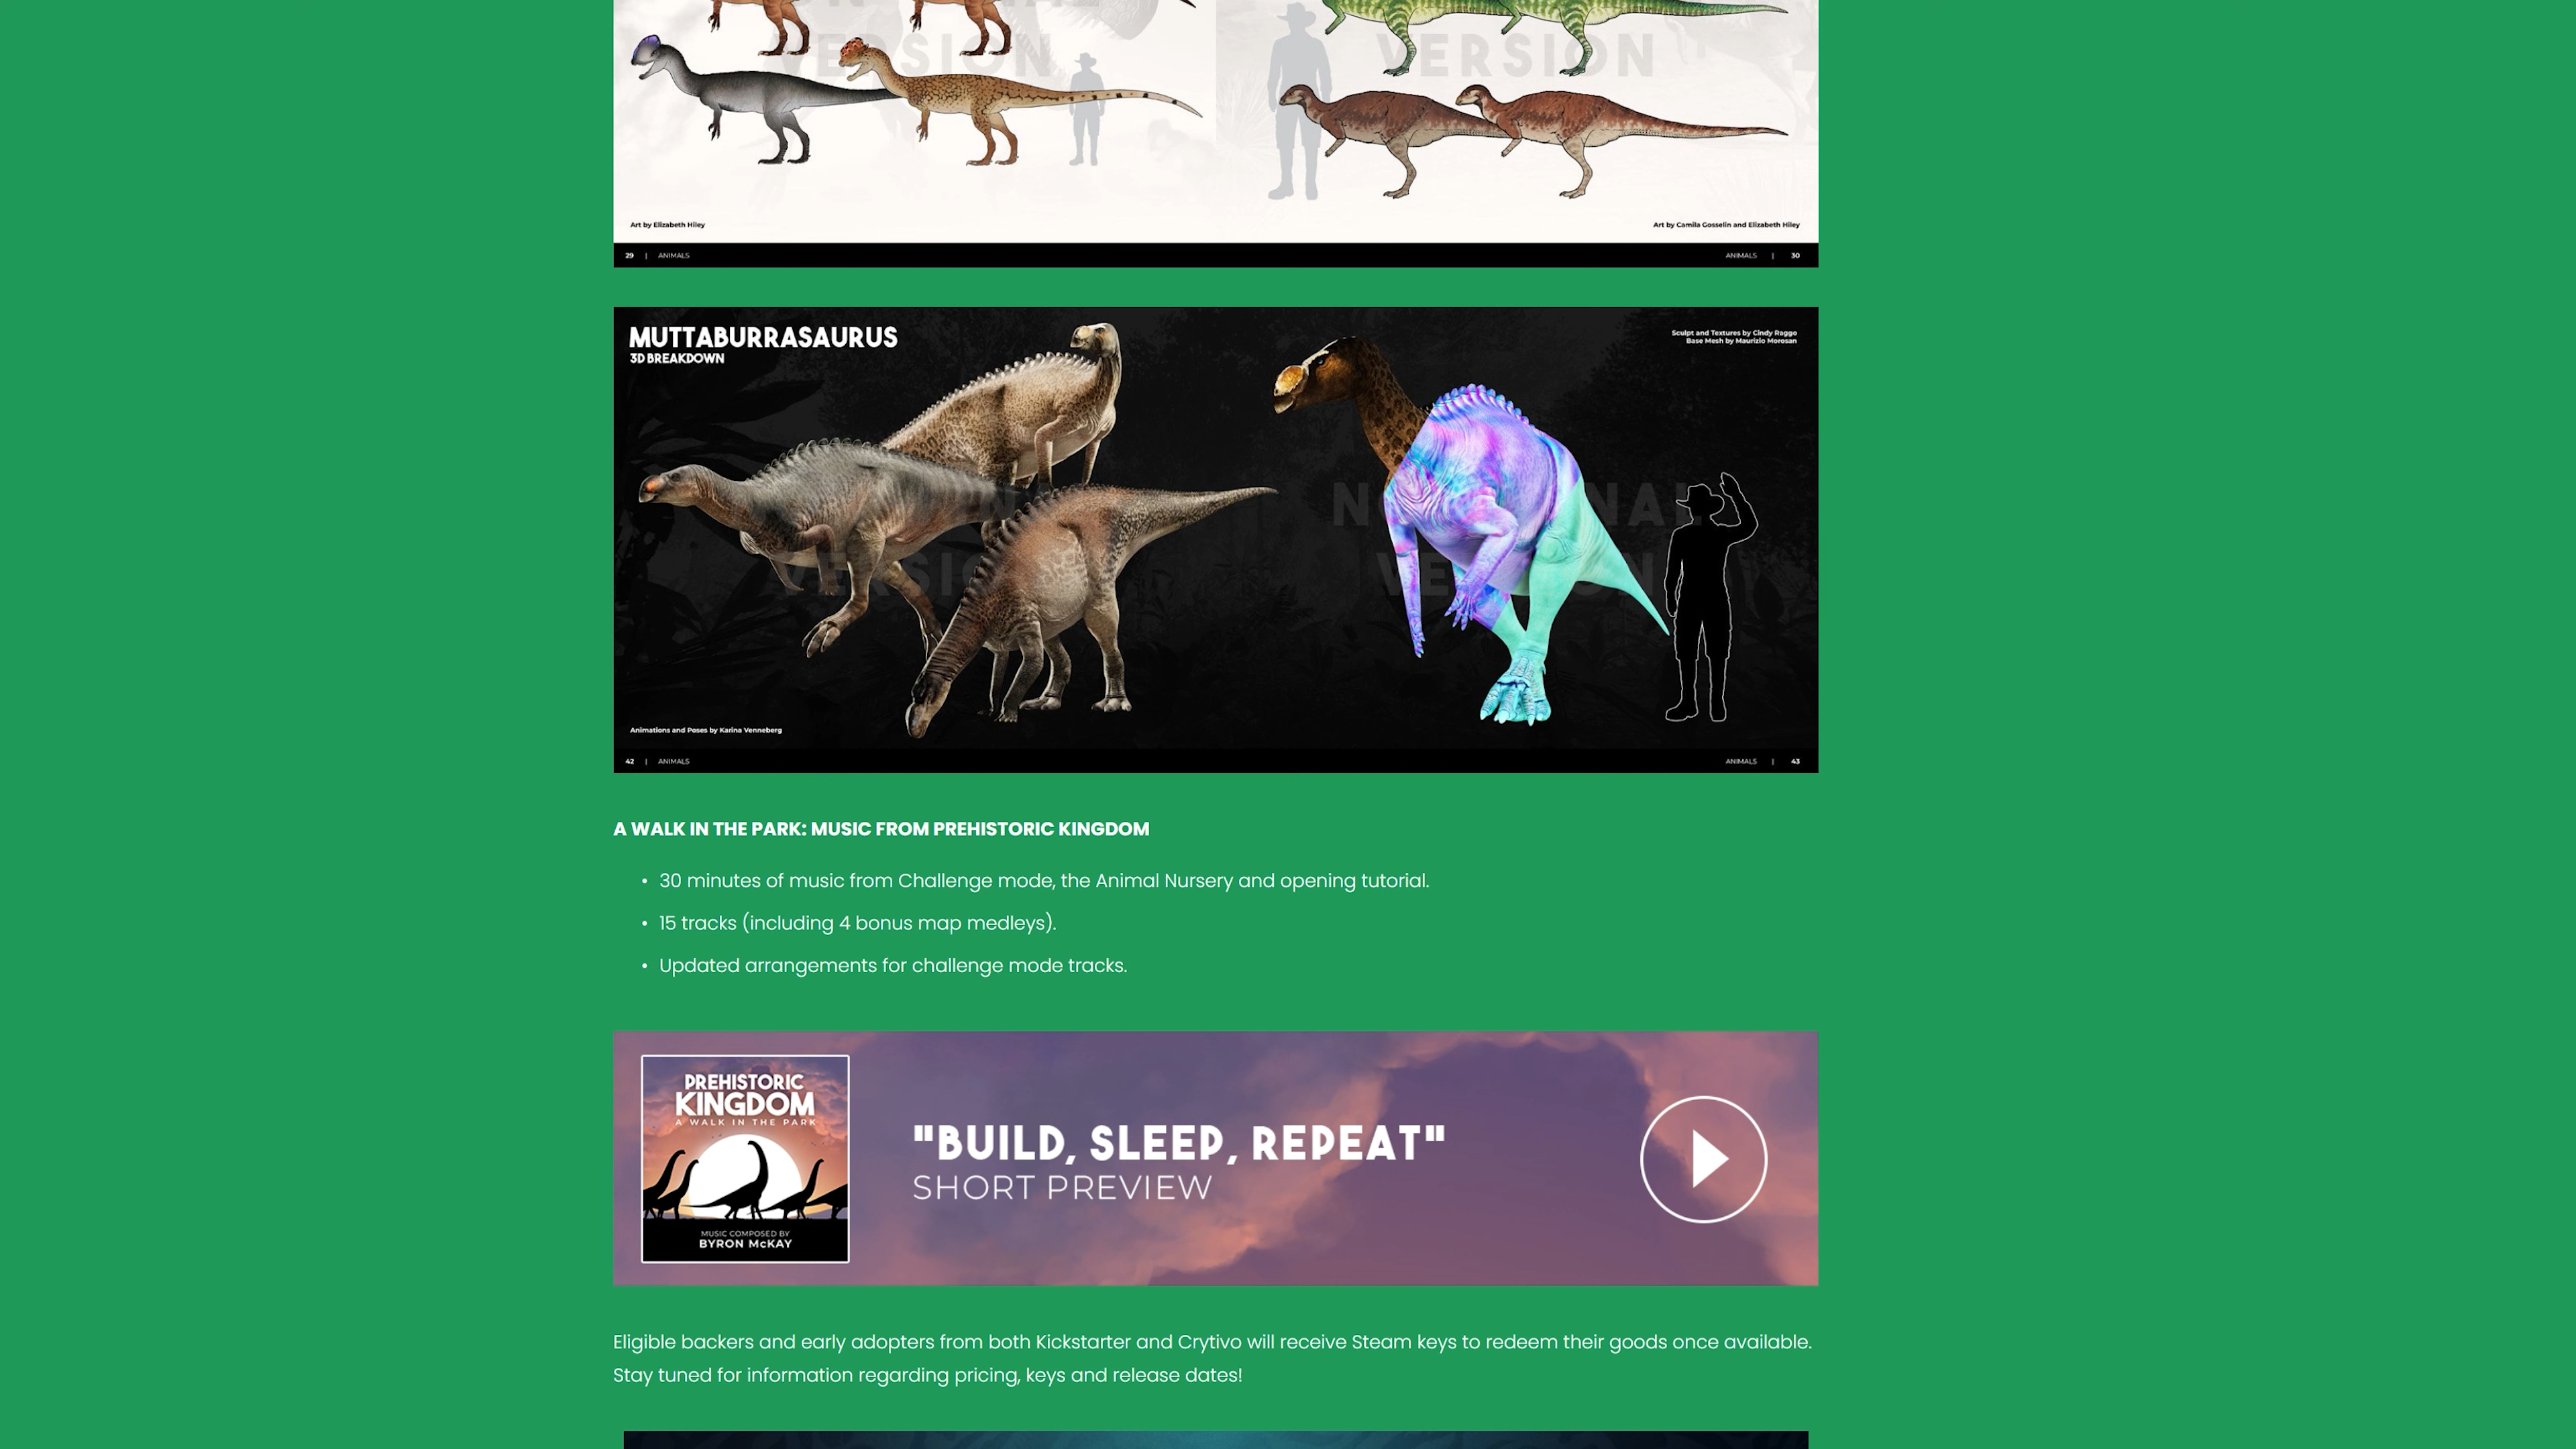 VERSION
VERSION
Art by Elizabeth Hiley
Art by Camila Gosselin and Elizabeth Hiley
29 | ANIMALS
ANIMALS | 30
MUTTABURRASAURUS
3D BREAKDOWN
Sculpt and Textures by Cindy Raggo
Base Mesh by Maurizio Morosan
Animations and Poses by Karina Venneberg
42 | ANIMALS
ANIMALS | 43
A WALK IN THE PARK: MUSIC FROM PREHISTORIC KINGDOM
• 30 minutes of music from Challenge mode, the Animal Nursery and opening tutorial.
• 15 tracks (including 4 bonus map medleys).
• Updated arrangements for challenge mode tracks.
PREHISTORIC
KINGDOM
A WALK IN THE PARK
MUSIC COMPOSED BY
BYRON McKAY
"BUILD, SLEEP, REPEAT"
SHORT PREVIEW
Eligible backers and early adopters from both Kickstarter and Crytivo will receive Steam keys to redeem their goods once available.
Stay tuned for information regarding pricing, keys and release dates!